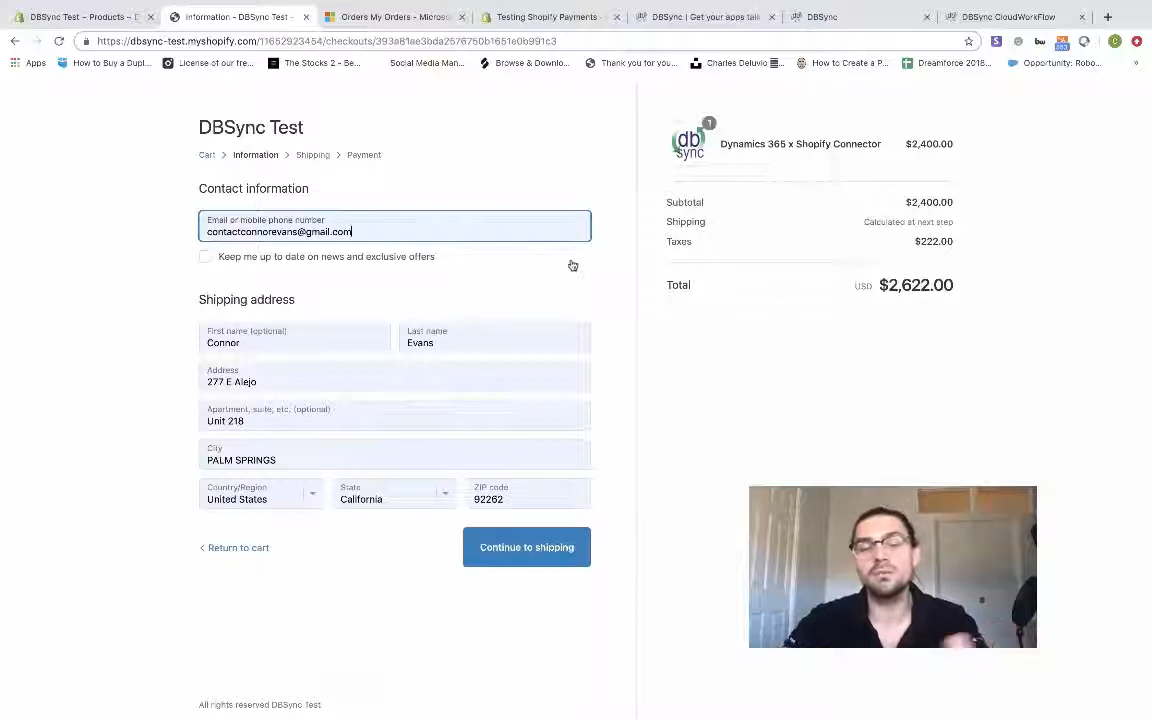 DBSync Test ~ Products ~ D
Information - DBSync Test -
Orders My Orders - Microso
Testing Shopify Payments ·
DBSync | Get your apps talk
DBSync
DBSync CloudWorkFlow
https://dbsync-test.myshopify.com/11652923454/checkouts/393a81ae3bda2576750b1651e0b991c3
Apps
How to Buy a Dupl...
License of our fre...
The Stocks 2 - Be...
Social Media Man...
Browse & Downlo...
Thank you for you...
Charles Deluvio
How to Create a P...
Dreamforce 2018...
Opportunity: Robo...
DBSync Test
Cart > Information > Shipping > Payment
Contact information
Email or mobile phone number
contactconnorevans@gmail.com
Keep me up to date on news and exclusive offers
Shipping address
First name (optional)
Connor
Last name
Evans
Address
277 E Alejo
Apartment, suite, etc. (optional)
Unit 218
City
PALM SPRINGS
Country/Region
United States
State
California
ZIP code
92262
< Return to cart
Continue to shipping
All rights reserved DBSync Test
db
sync
1
Dynamics 365 x Shopify Connector $2,400.00
Subtotal $2,400.00
Shipping Calculated at next step
Taxes $222.00
Total USD $2,622.00